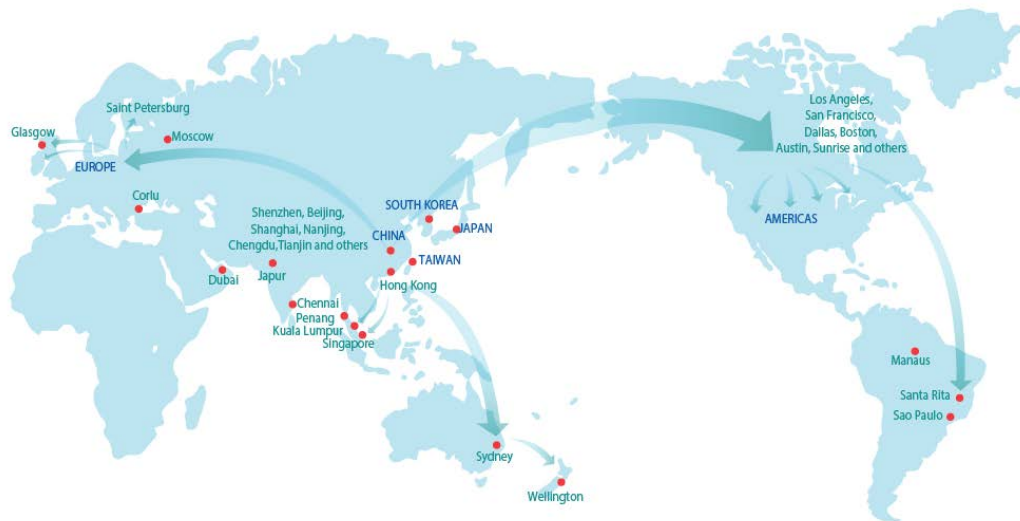 Saint Petersburg
Glasgow
Moscow
EUROPE
Corlu
Shenzhen, Beijing,
Shanghai, Nanjing,
Chengdu,Tianjin and others
SOUTH KOREA
JAPAN
CHINA
TAIWAN
Hong Kong
Dubai
Japur
Chennai
Penang
Kuala Lumpur
Singapore
Sydney
Wellington
Los Angeles,
San Francisco,
Dallas, Boston,
Austin, Sunrise and others
AMERICAS
Manaus
Santa Rita
Sao Paulo